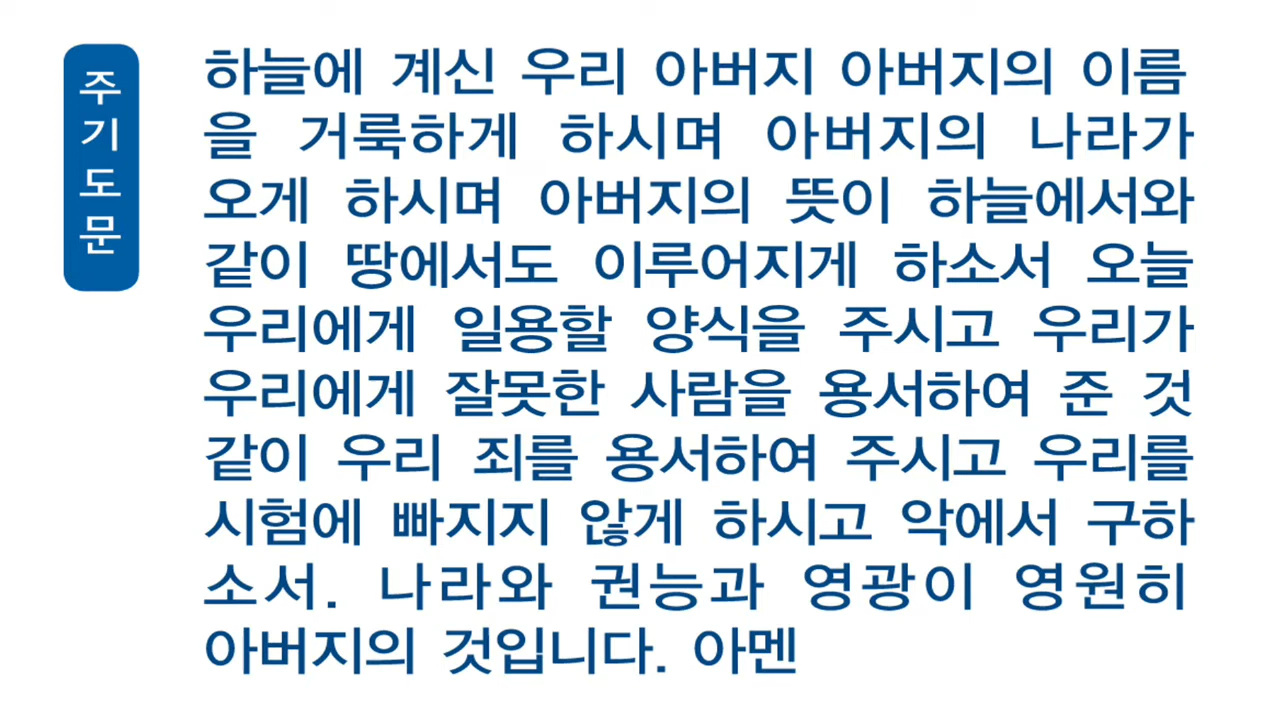 주기도문
하늘에 계신 우리 아버지 아버지의 이름
을 거룩하게 하시며 아버지의 나라가
오게 하시며 아버지의 뜻이 하늘에서와
같이 땅에서도 이루어지게 하소서 오늘
우리에게 일용할 양식을 주시고 우리가
우리에게 잘못한 사람을 용서하여 준 것
같이 우리 죄를 용서하여 주시고 우리를
시험에 빠지지 않게 하시고 악에서 구하
소서. 나라와 권능과 영광이 영원히
아버지의 것입니다. 아멘